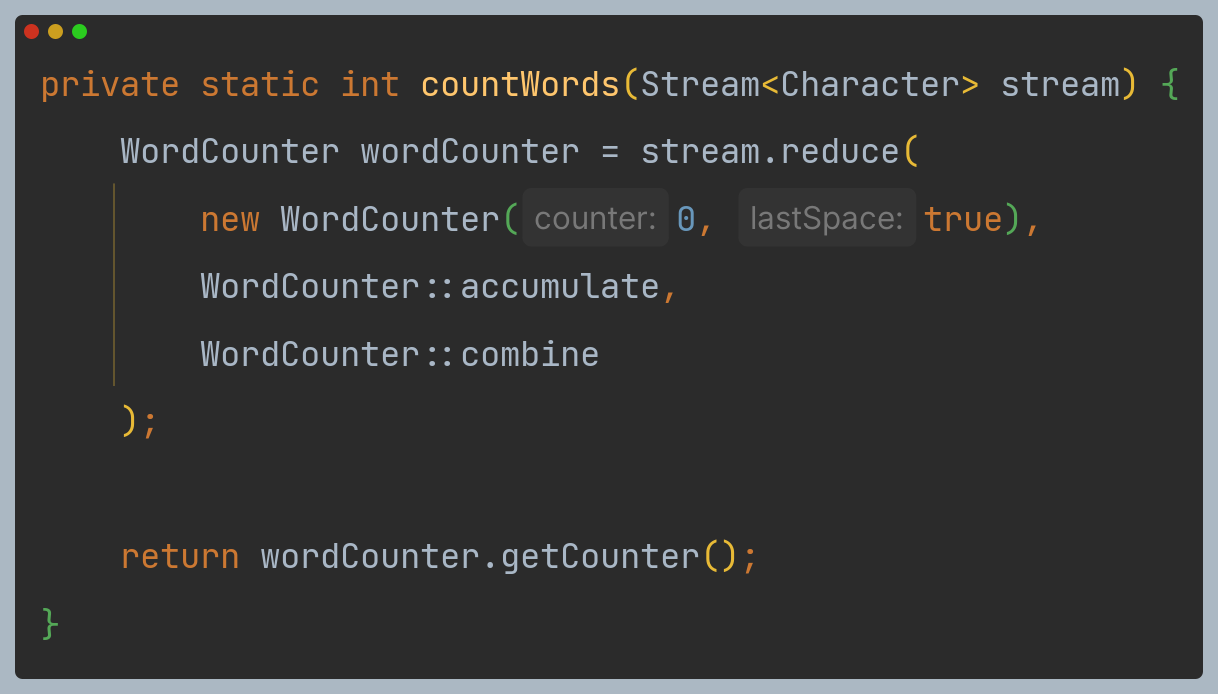 private static int countWords(Stream<Character> stream) {
    WordCounter wordCounter = stream.reduce(
        new WordCounter( counter: 0, lastSpace: true),
        WordCounter::accumulate,
        WordCounter::combine
    );

    return wordCounter.getCounter();
}